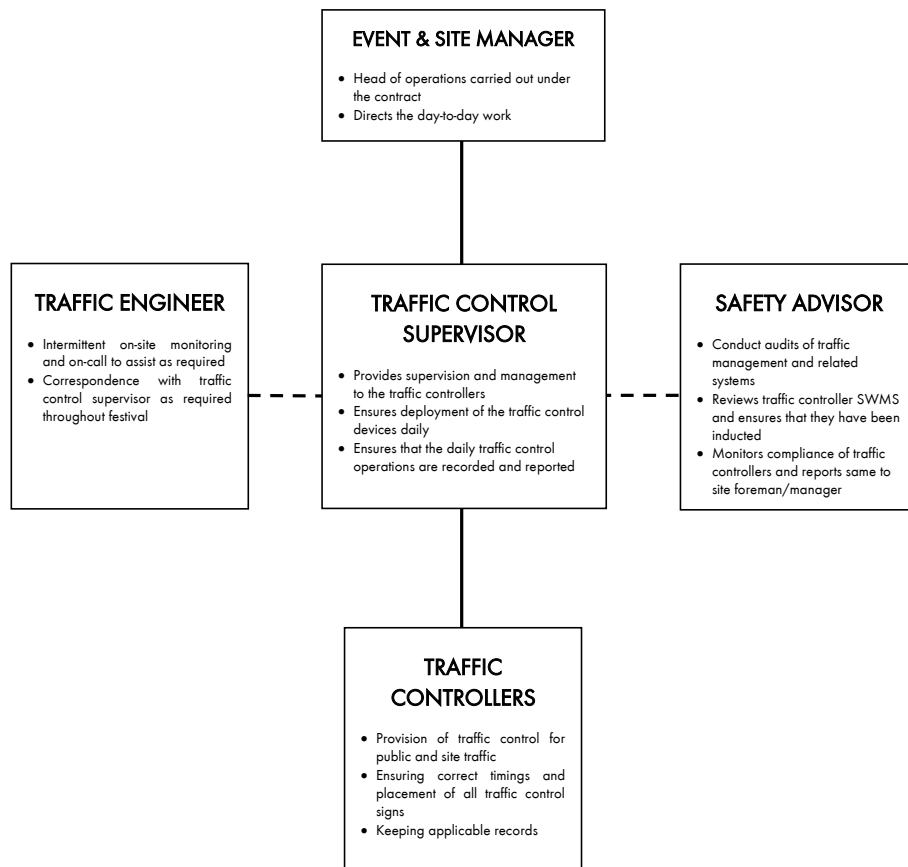 EVENT & SITE MANAGER
• Head of operations carried out under
the contract
• Directs the day-to-day work
TRAFFIC ENGINEER
• Intermittent on-site monitoring
and on-call to assist as required
• Correspondence with traffic
control supervisor as required
throughout festival
TRAFFIC CONTROL
SUPERVISOR
• Provides supervision and management
to the traffic controllers
• Ensures deployment of the traffic control
devices daily
• Ensures that the daily traffic control
operations are recorded and reported
SAFETY ADVISOR
• Conduct audits of traffic
management and related
systems
• Reviews traffic controller SWMS
and ensures that they have been
inducted
• Monitors compliance of traffic
controllers and reports same to
site foreman/manager
TRAFFIC
CONTROLLERS
• Provision of traffic control for
public and site traffic
• Ensuring correct timings and
placement of all traffic control
signs
• Keeping applicable records